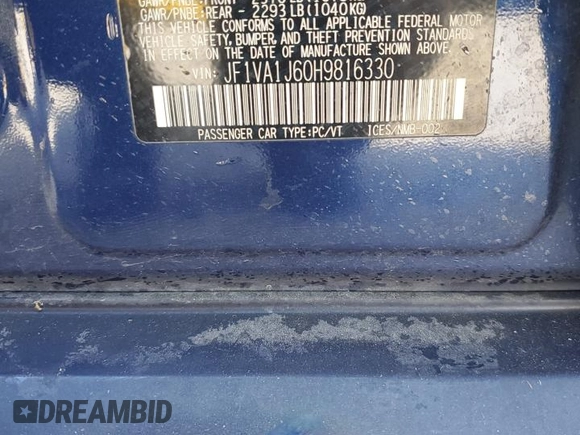 GAWR/PNBE:REAR - 2293LB(1040KG)
THIS VEHICLE CONFORMS TO ALL APPLICABLE FEDERAL MOTOR
VEHICLE SAFETY, BUMPER, AND THEFT PREVENTION STANDARDS
IN EFFECT ON THE DATE OF MANUFACTURE SHOWN ABOVE.
VIN: JF1VA1J60H9816330
PASSENGER CAR TYPE:PC/VT ICES/NMB-002
DREAMBID